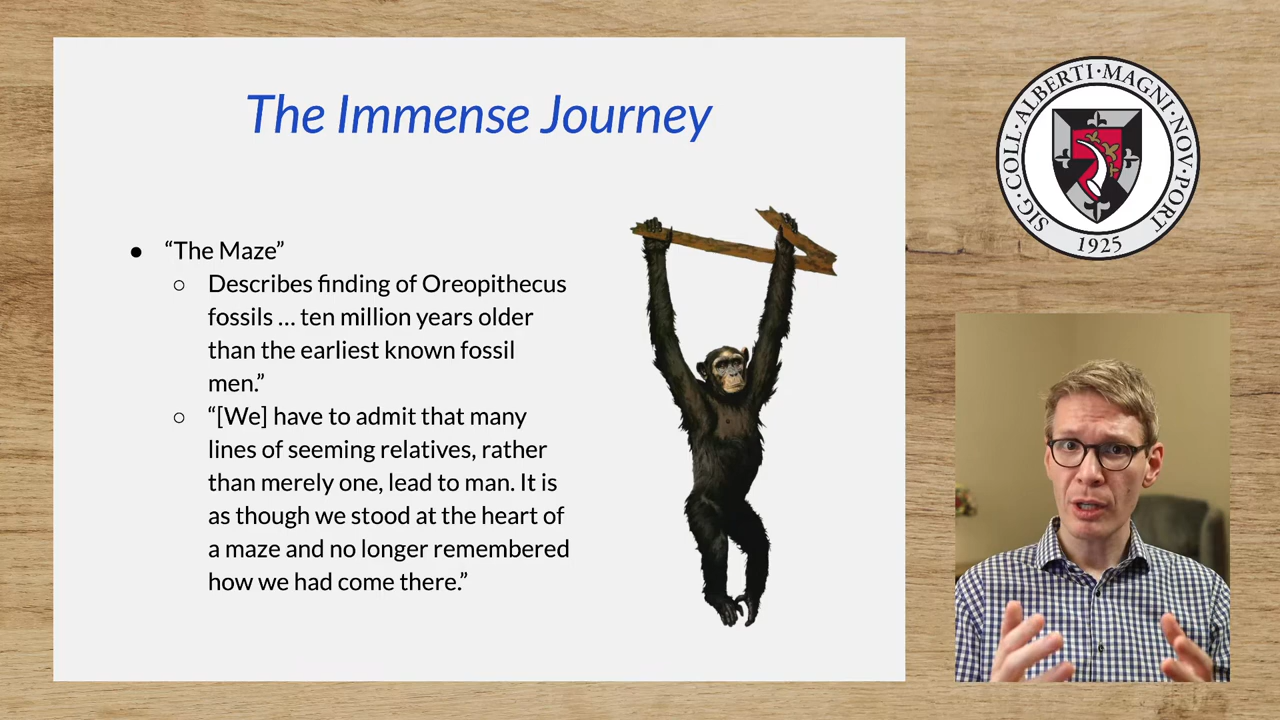 The Immense Journey
● “The Maze”
○ Describes finding of Oreopithecus
fossils … ten million years older
than the earliest known fossil
men.”
○ “[We] have to admit that many
lines of seeming relatives, rather
than merely one, lead to man. It is
as though we stood at the heart of
a maze and no longer remembered
how we had come there.”
SIG·COLL·ALBERTI·MAGNI·NOV·PORT
1925